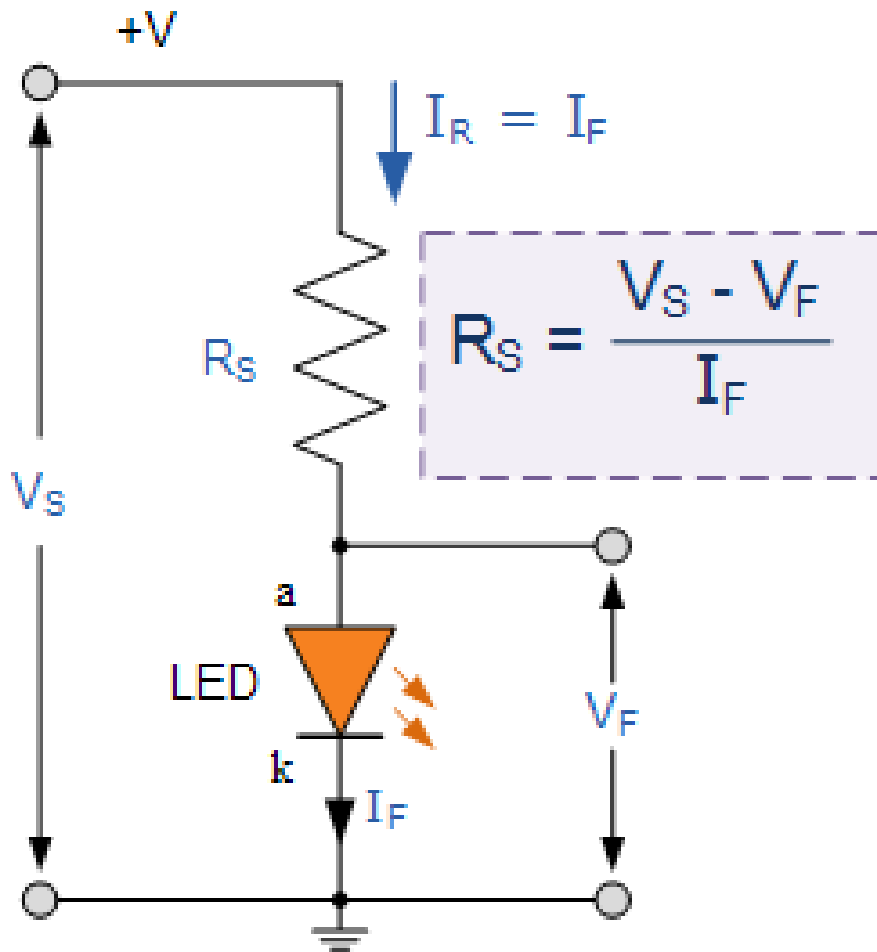 +V
I_R = I_F
R_S = (V_S - V_F) / I_F
R_S
V_S
a
LED
V_F
k
I_F